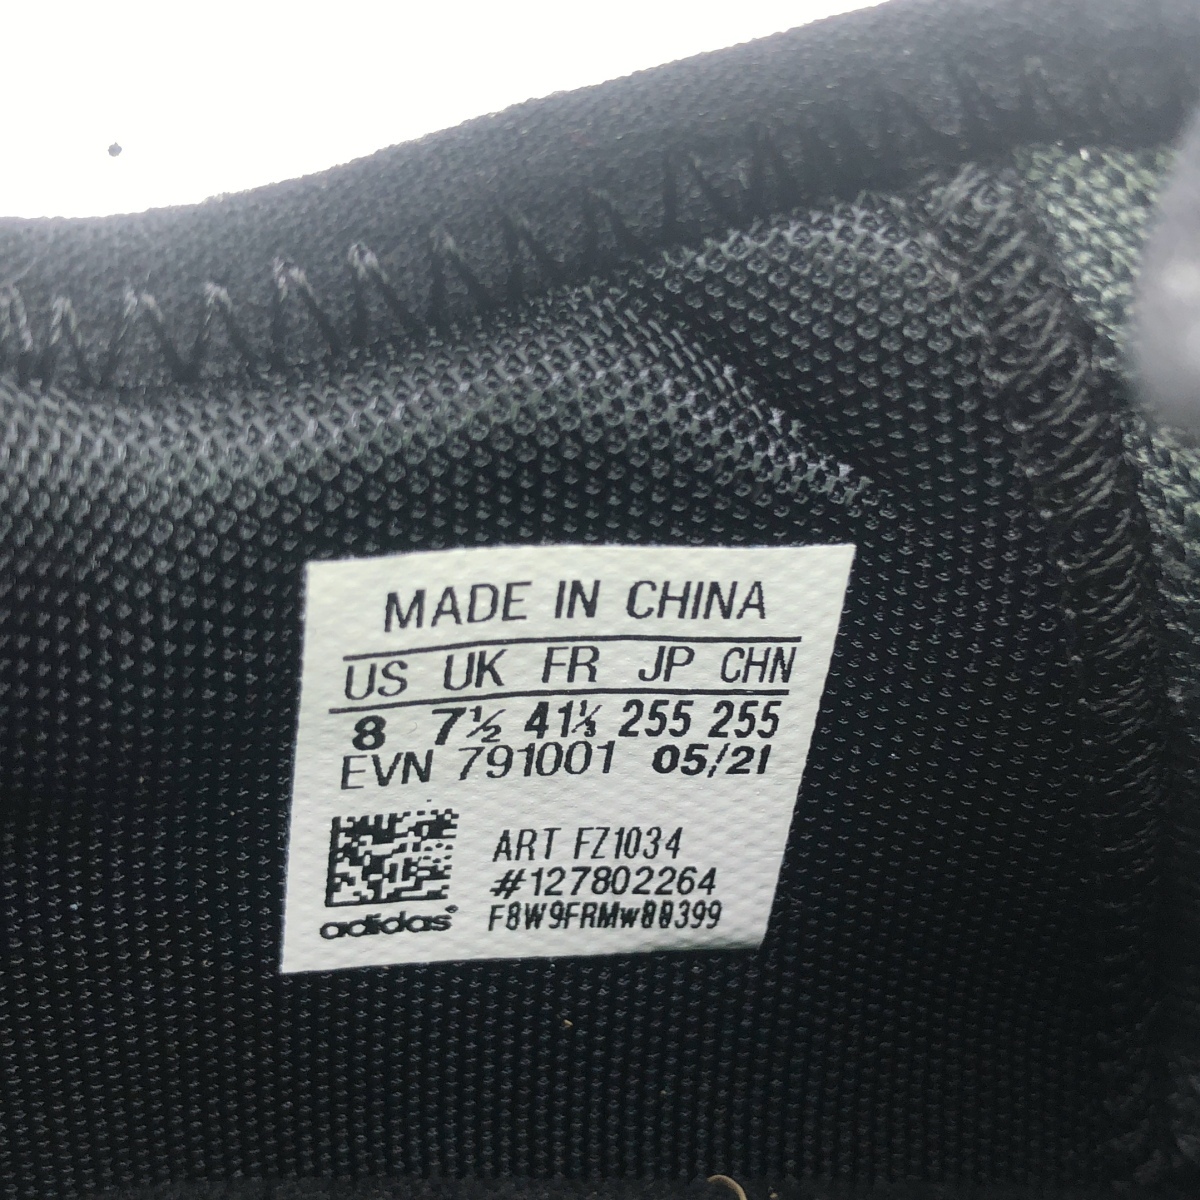 MADE IN CHINA
US UK FR JP CHN
8 7½ 41⅓ 255 255
EVN 791001 05/21
ART FZ1034
#127802264
adidas